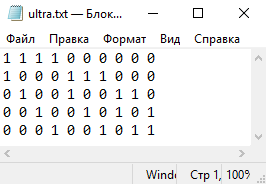 ultra.txt — Блок...
Файл Правка Формат Вид Справка
1 1 1 1 0 0 0 0 0 0
1 0 0 0 1 1 1 0 0 0
0 1 0 0 1 0 0 1 1 0
0 0 1 0 0 1 0 1 0 1
0 0 0 1 0 0 1 0 1 1
Windo Стр 1, 100%